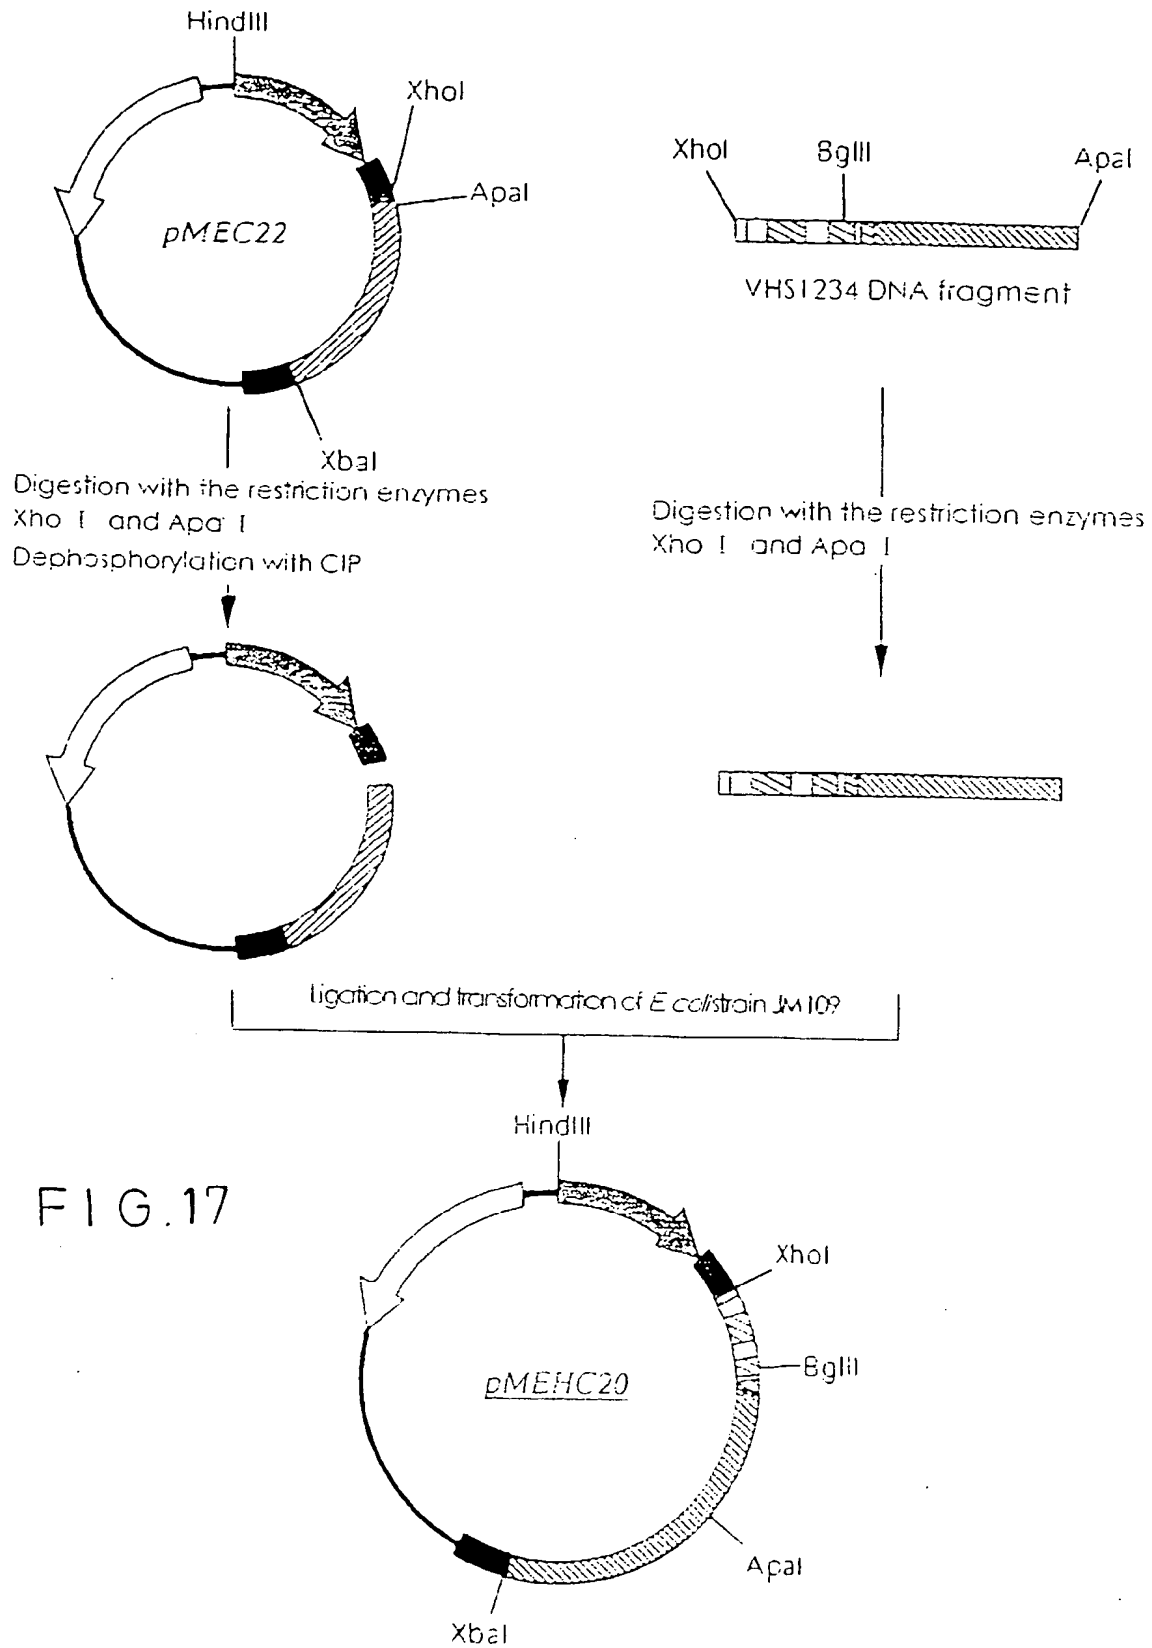 HindIII
XhoI
ApaI
pMEC22
XbaI
XhoI
BglII
ApaI
VHS1234 DNA fragment
Digestion with the restriction enzymes
Xho I and Apa I
Dephosphorylation with CIP
Digestion with the restriction enzymes
Xho I and Apa I
Ligation and transformation of E coli strain JM109
HindIII
FIG.17
XhoI
BglII
pMEHC20
ApaI
XbaI